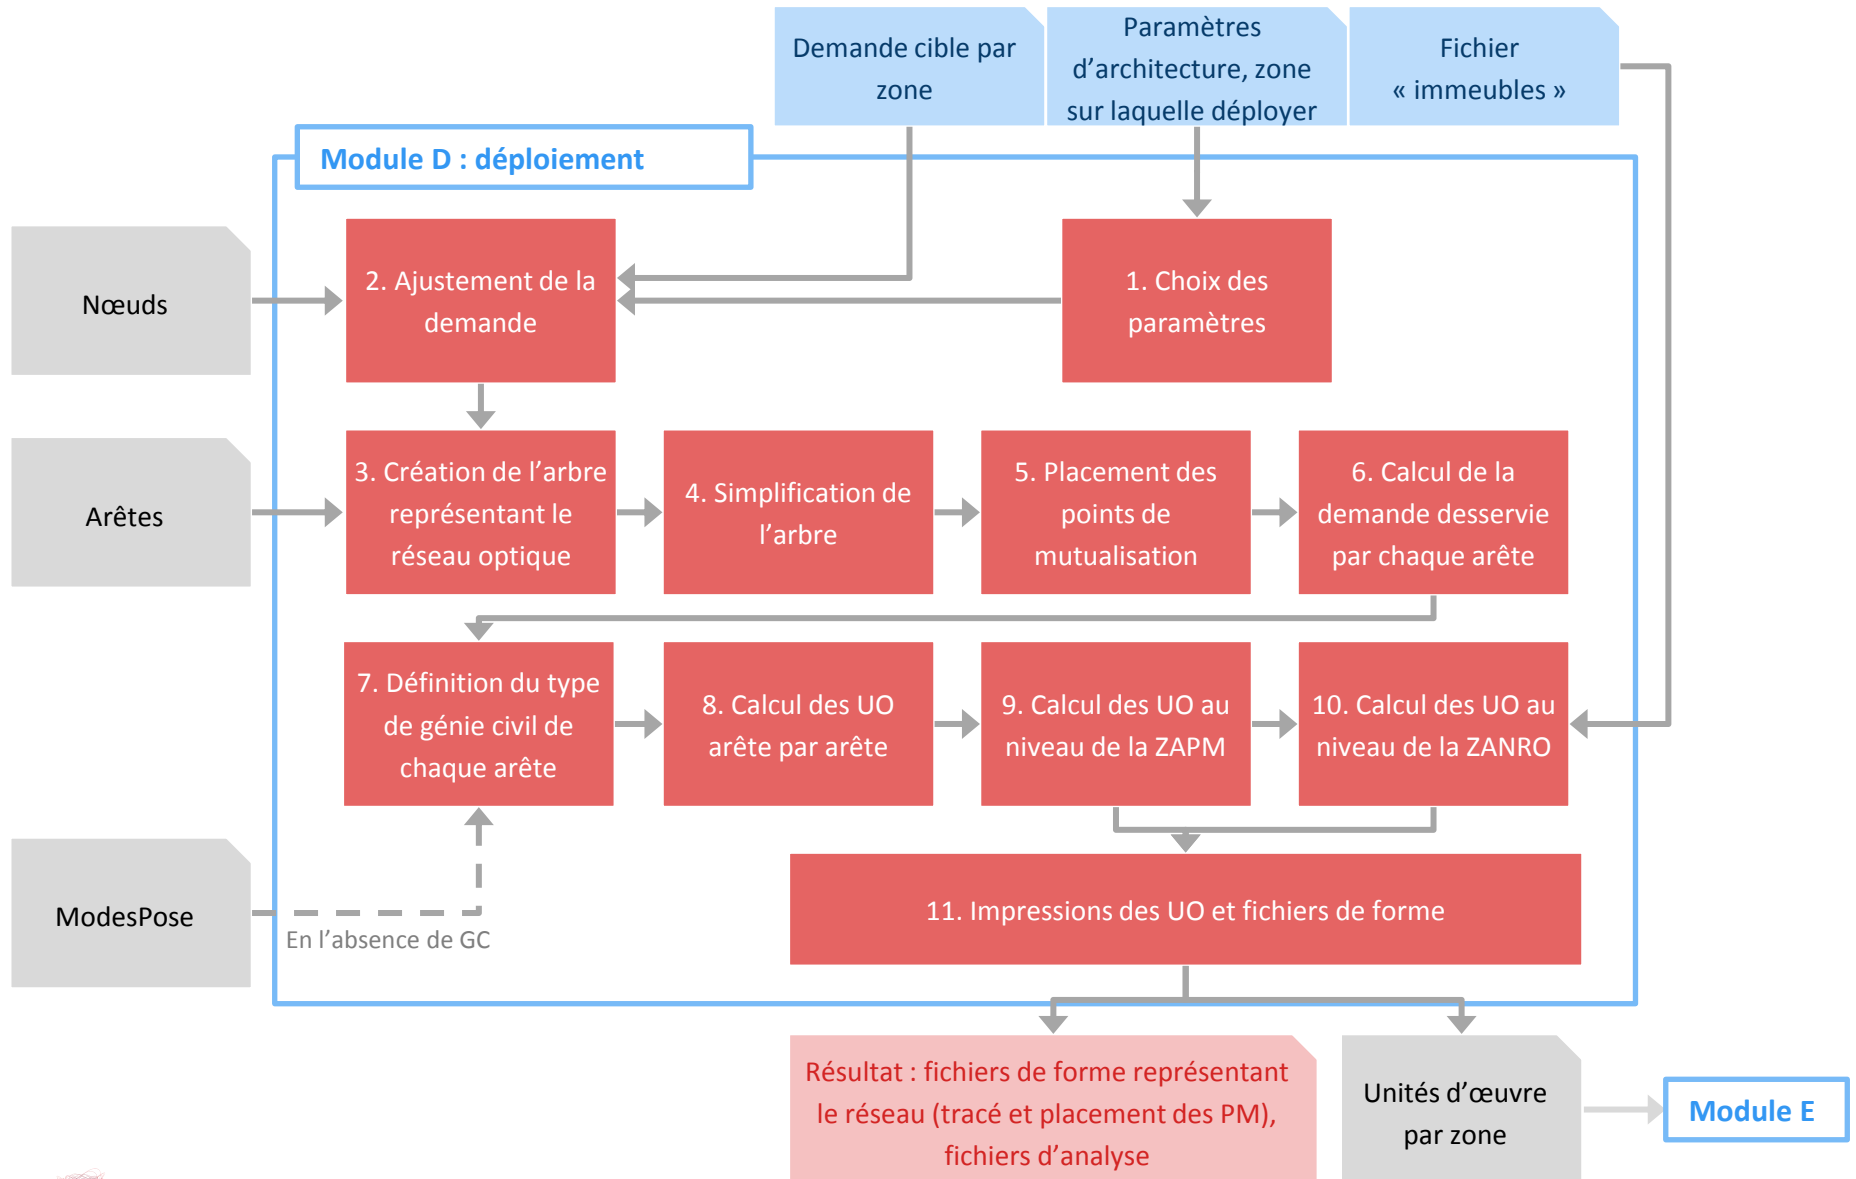 Demande cible par
zone
Paramètres
d'architecture, zone
sur laquelle déployer
Fichier
« immeubles »
Module D : déploiement
Nœuds
2. Ajustement de la
demande
1. Choix des
paramètres
Arêtes
3. Création de l'arbre
représentant le
réseau optique
4. Simplification de
l'arbre
5. Placement des
points de
mutualisation
6. Calcul de la
demande desservie
par chaque arête
7. Définition du type
de génie civil de
chaque arête
8. Calcul des UO
arête par arête
9. Calcul des UO au
niveau de la ZAPM
10. Calcul des UO au
niveau de la ZANRO
ModesPose
En l'absence de GC
11. Impressions des UO et fichiers de forme
Résultat : fichiers de forme représentant
le réseau (tracé et placement des PM),
fichiers d'analyse
Unités d'œuvre
par zone
Module E